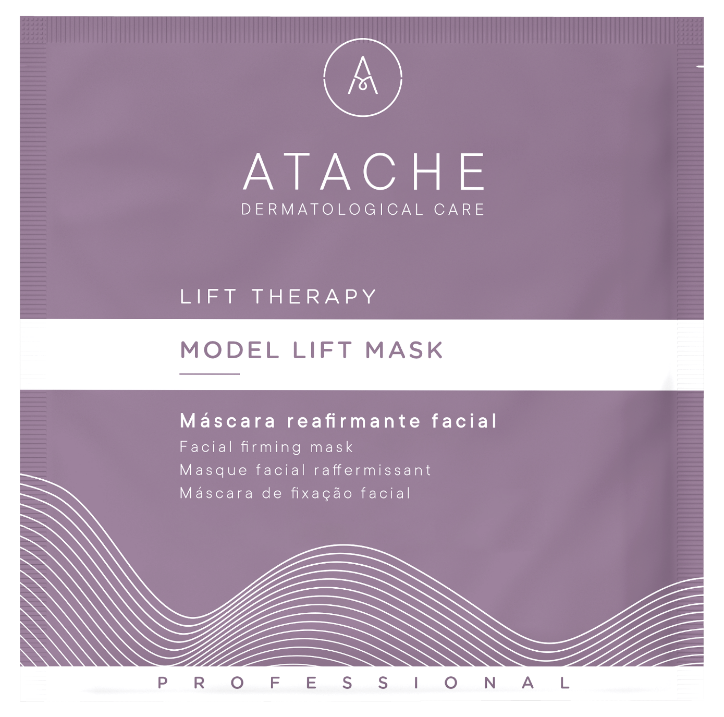 ATACHE
DERMATOLOGICAL CARE
LIFT THERAPY
MODEL LIFT MASK
Máscara reafirmante facial
Facial firming mask
Masque facial raffermissant
Máscara de fixação facial
PROFESSIONAL